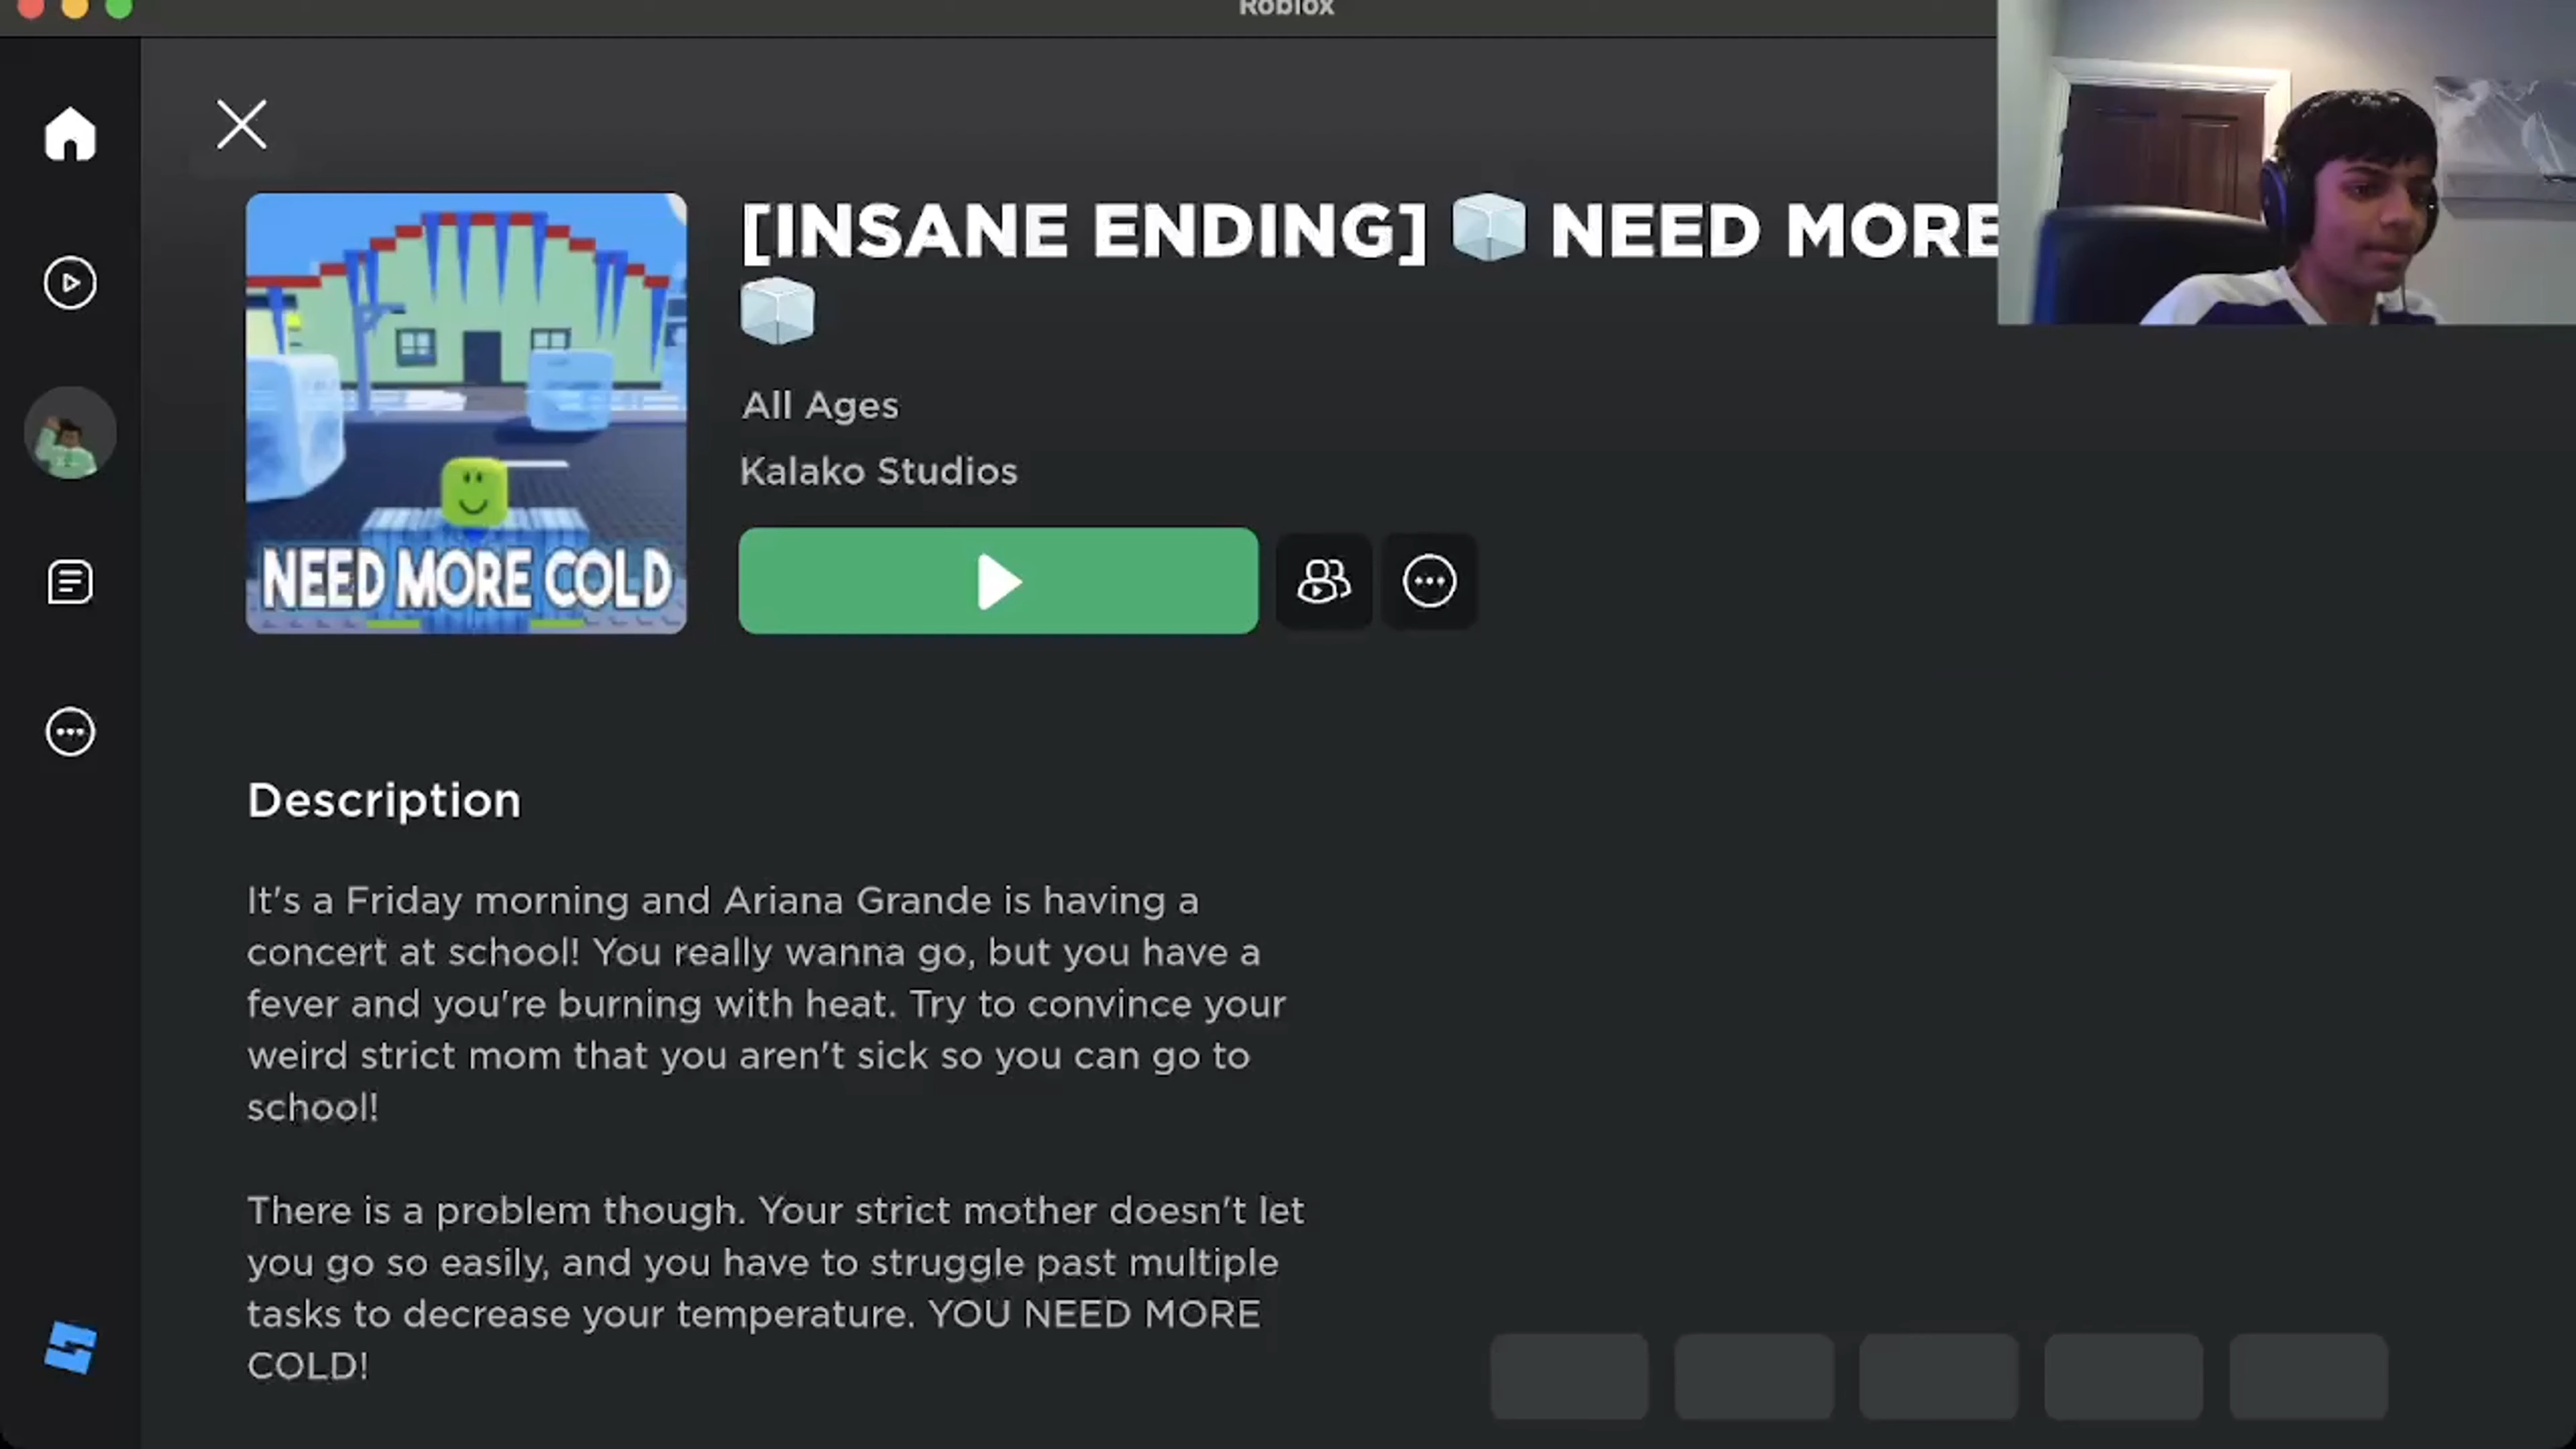 Roblox
[INSANE ENDING] 🧊 NEED MORE
🧊
All Ages
Kalako Studios
NEED MORE COLD
Description
It's a Friday morning and Ariana Grande is having a
concert at school! You really wanna go, but you have a
fever and you're burning with heat. Try to convince your
weird strict mom that you aren't sick so you can go to
school!
There is a problem though. Your strict mother doesn't let
you go so easily, and you have to struggle past multiple
tasks to decrease your temperature. YOU NEED MORE
COLD!